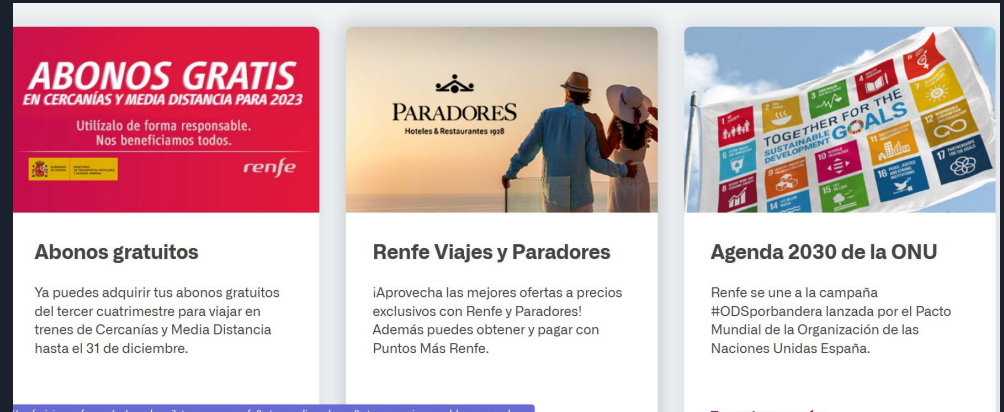 ABONOS GRATIS
EN CERCANÍAS Y MEDIA DISTANCIA PARA 2023
Utilízalo de forma responsable.
Nos beneficiamos todos.
renfe
Abonos gratuitos
Ya puedes adquirir tus abonos gratuitos
del tercer cuatrimestre para viajar en
trenes de Cercanías y Media Distancia
hasta el 31 de diciembre.
PARADORES
Hoteles & Restaurantes 1928
Renfe Viajes y Paradores
¡Aprovecha las mejores ofertas a precios
exclusivos con Renfe y Paradores!
Además puedes obtener y pagar con
Puntos Más Renfe.
TOGETHER FOR THE
SUSTAINABLE
DEVELOPMENT
GOALS
Agenda 2030 de la ONU
Renfe se une a la campaña
#ODSporbandera lanzada por el Pacto
Mundial de la Organización de las
Naciones Unidas España.